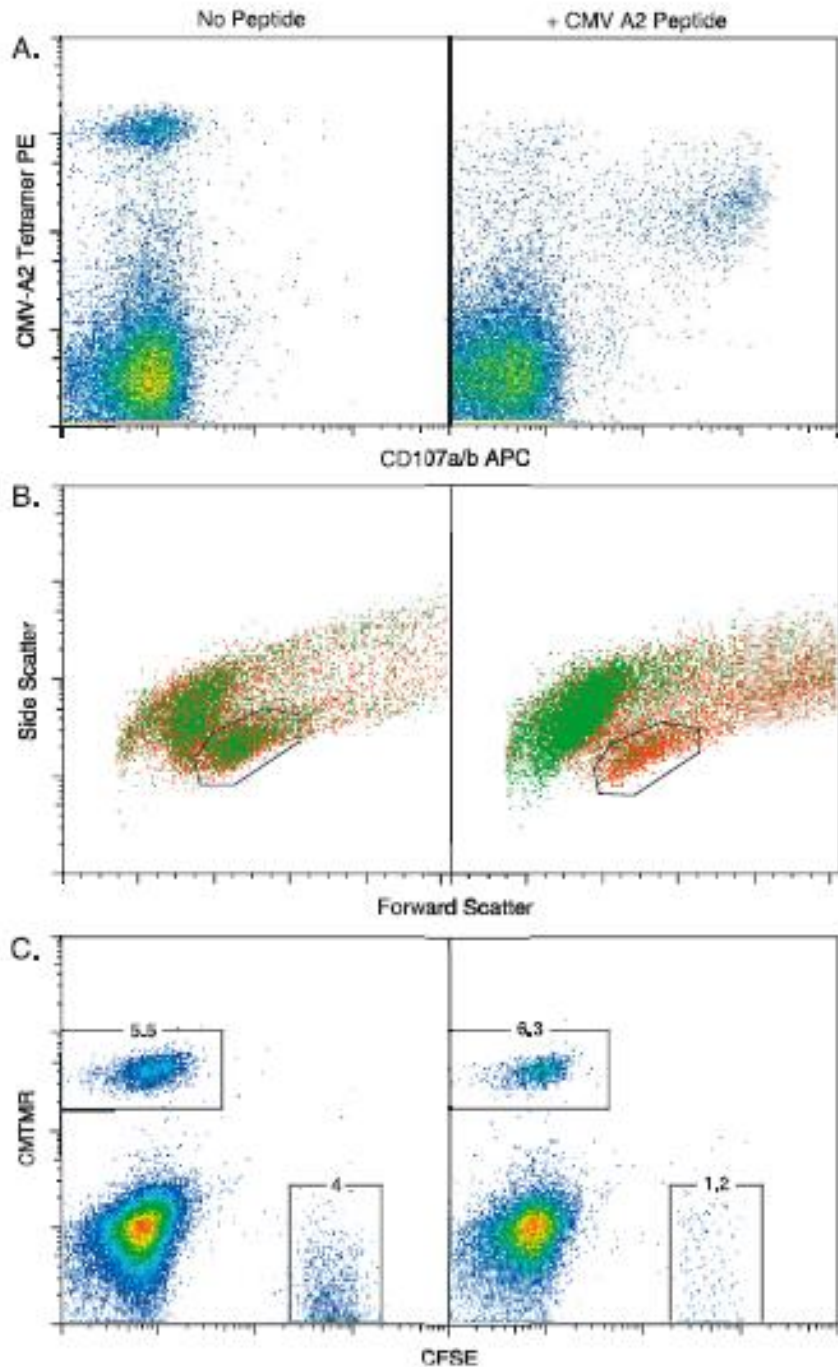 No Peptide
+ CMV A2 Peptide
A.
CMV-A2 Tetramer PE
CD107a/b APC
B.
Side Scatter
Forward Scatter
C.
5.5
6.3
CMTMR
4
1.2
CFSE